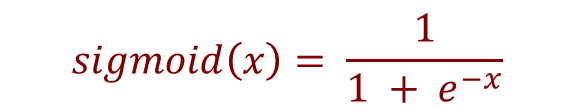 sigmoid(x) = 1 / (1 + e^{-x})